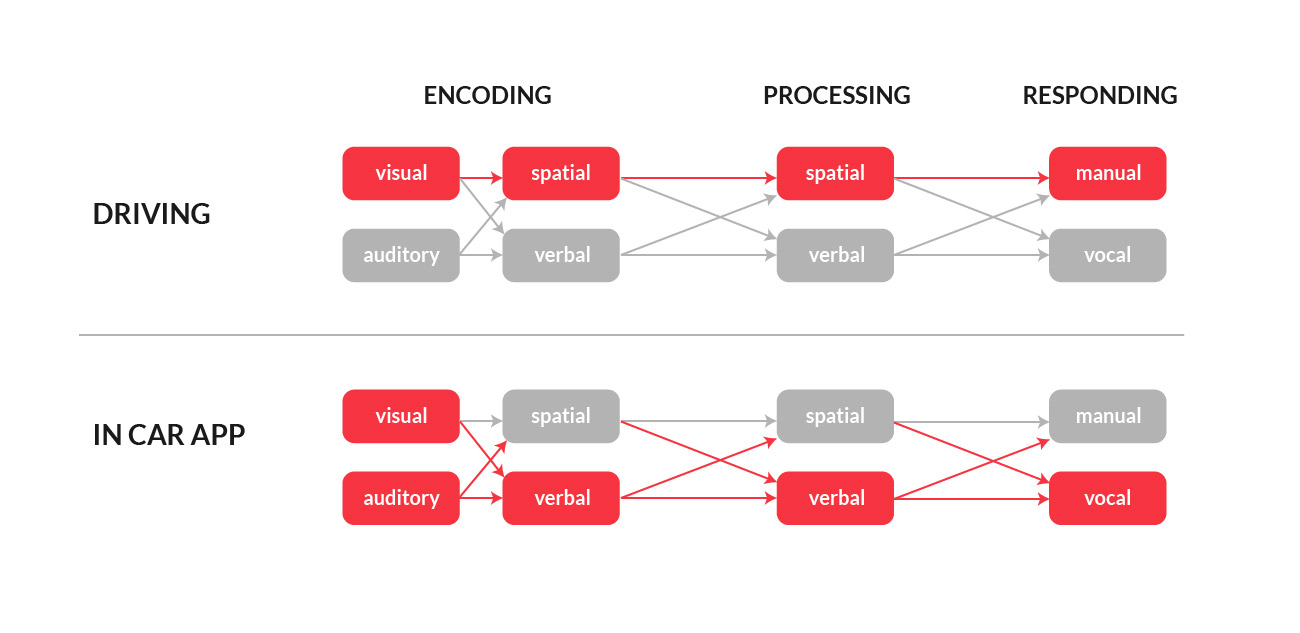 ENCODING PROCESSING RESPONDING
DRIVING
visual spatial spatial manual
auditory verbal verbal vocal
IN CAR APP
visual spatial spatial manual
auditory verbal verbal vocal